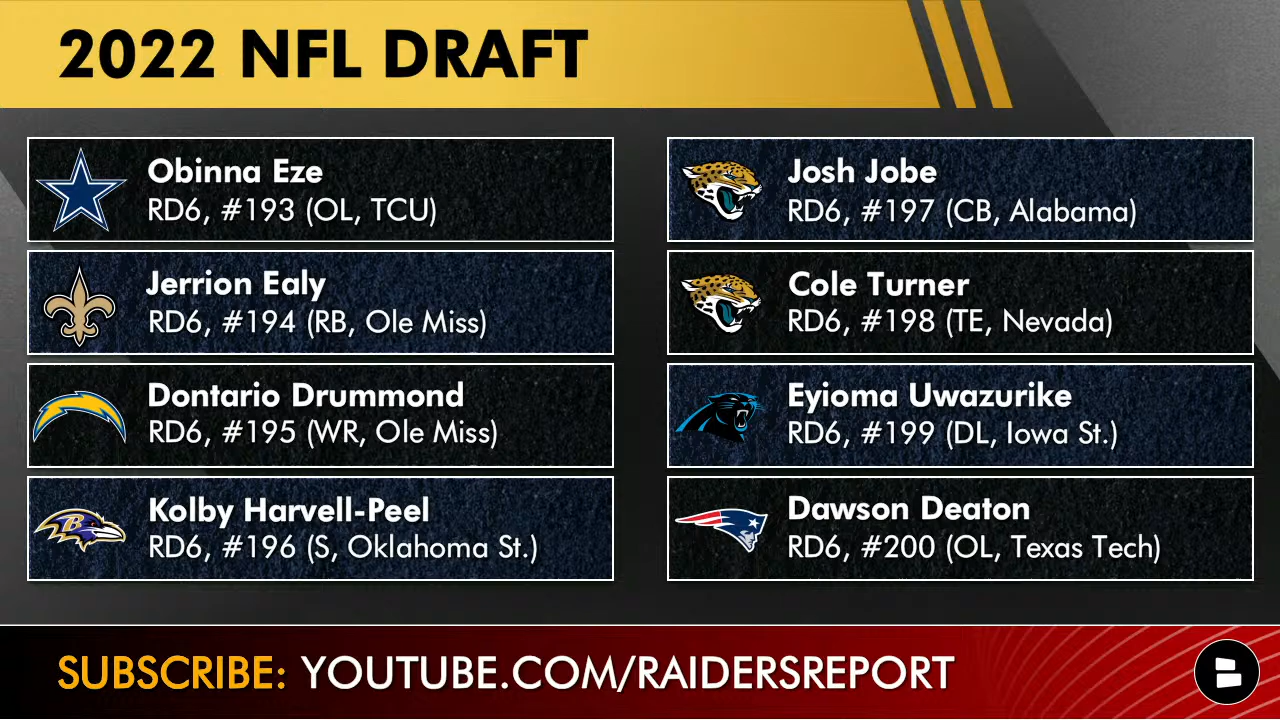 2022 NFL DRAFT
Obinna Eze
RD6, #193 (OL, TCU)
Jerrion Ealy
RD6, #194 (RB, Ole Miss)
Dontario Drummond
RD6, #195 (WR, Ole Miss)
Kolby Harvell-Peel
RD6, #196 (S, Oklahoma St.)
Josh Jobe
RD6, #197 (CB, Alabama)
Cole Turner
RD6, #198 (TE, Nevada)
Eyioma Uwazurike
RD6, #199 (DL, Iowa St.)
Dawson Deaton
RD6, #200 (OL, Texas Tech)
SUBSCRIBE: YOUTUBE.COM/RAIDERSREPORT